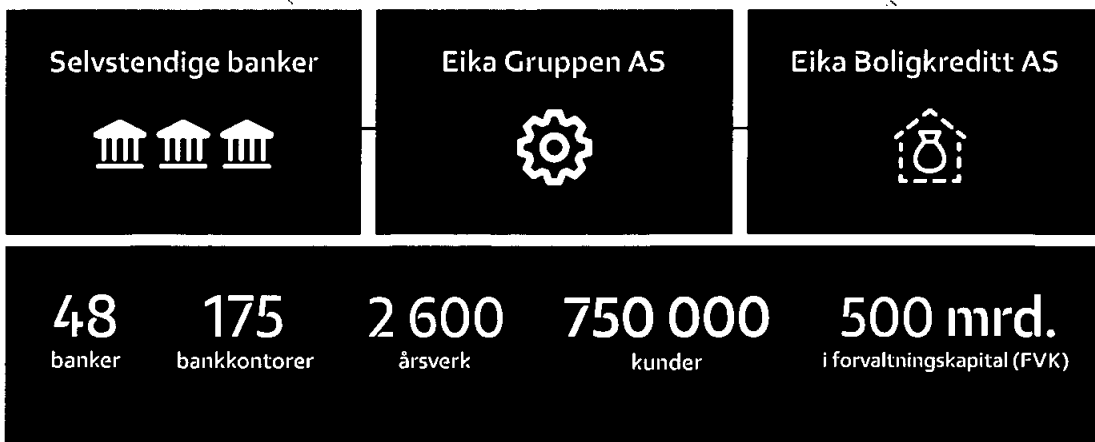 Selvstendige banker
Eika Gruppen AS
Eika Boligkreditt AS
48
banker
175
bankkontorer
2 600
årsverk
750 000
kunder
500 mrd.
i forvaltningskapital (FVK)